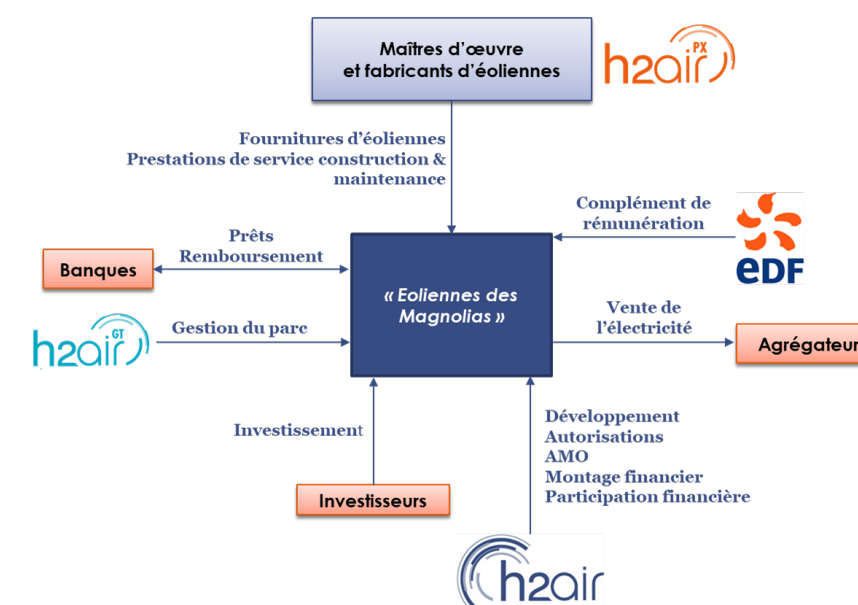 Maîtres d'œuvre
et fabricants d'éoliennes
h2air PX
Fournitures d'éoliennes
Prestations de service construction &
maintenance
Complément de
rémunération
eDF
Prêts
Remboursement
Banques
« Eoliennes des
Magnolias »
h2air GT
Gestion du parc
Vente de
l'électricité
Agrégateur
Investissement
Développement
Autorisations
AMO
Montage financier
Participation financière
Investisseurs
h2air